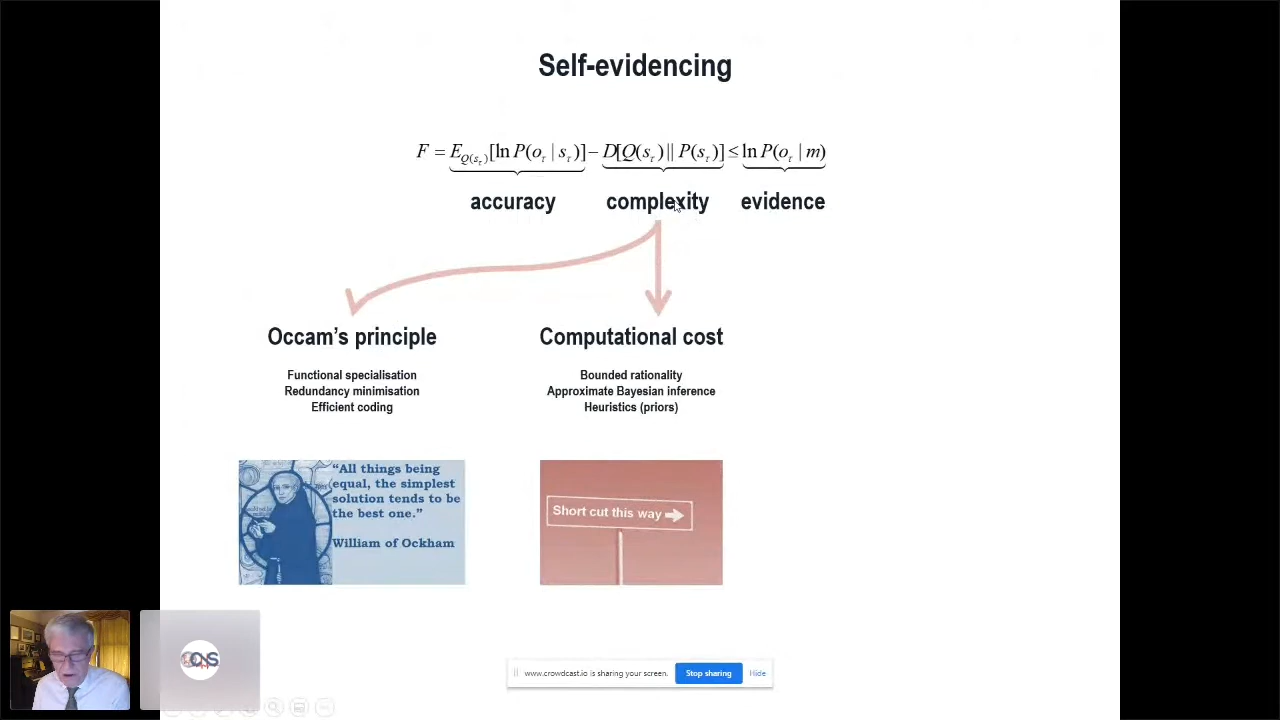 Self-evidencing
F = E_{Q(s_τ)}[ln P(o_τ | s_τ)] − D[Q(s_τ) || P(s_τ)] ≤ ln P(o_τ | m)
accuracy complexity evidence
Occam's principle
Functional specialisation
Redundancy minimisation
Efficient coding
Computational cost
Bounded rationality
Approximate Bayesian inference
Heuristics (priors)
“All things being
equal, the simplest
solution tends to be
the best one.”
William of Ockham
Short cut this way
www.crowdcast.io is sharing your screen. Stop sharing Hide